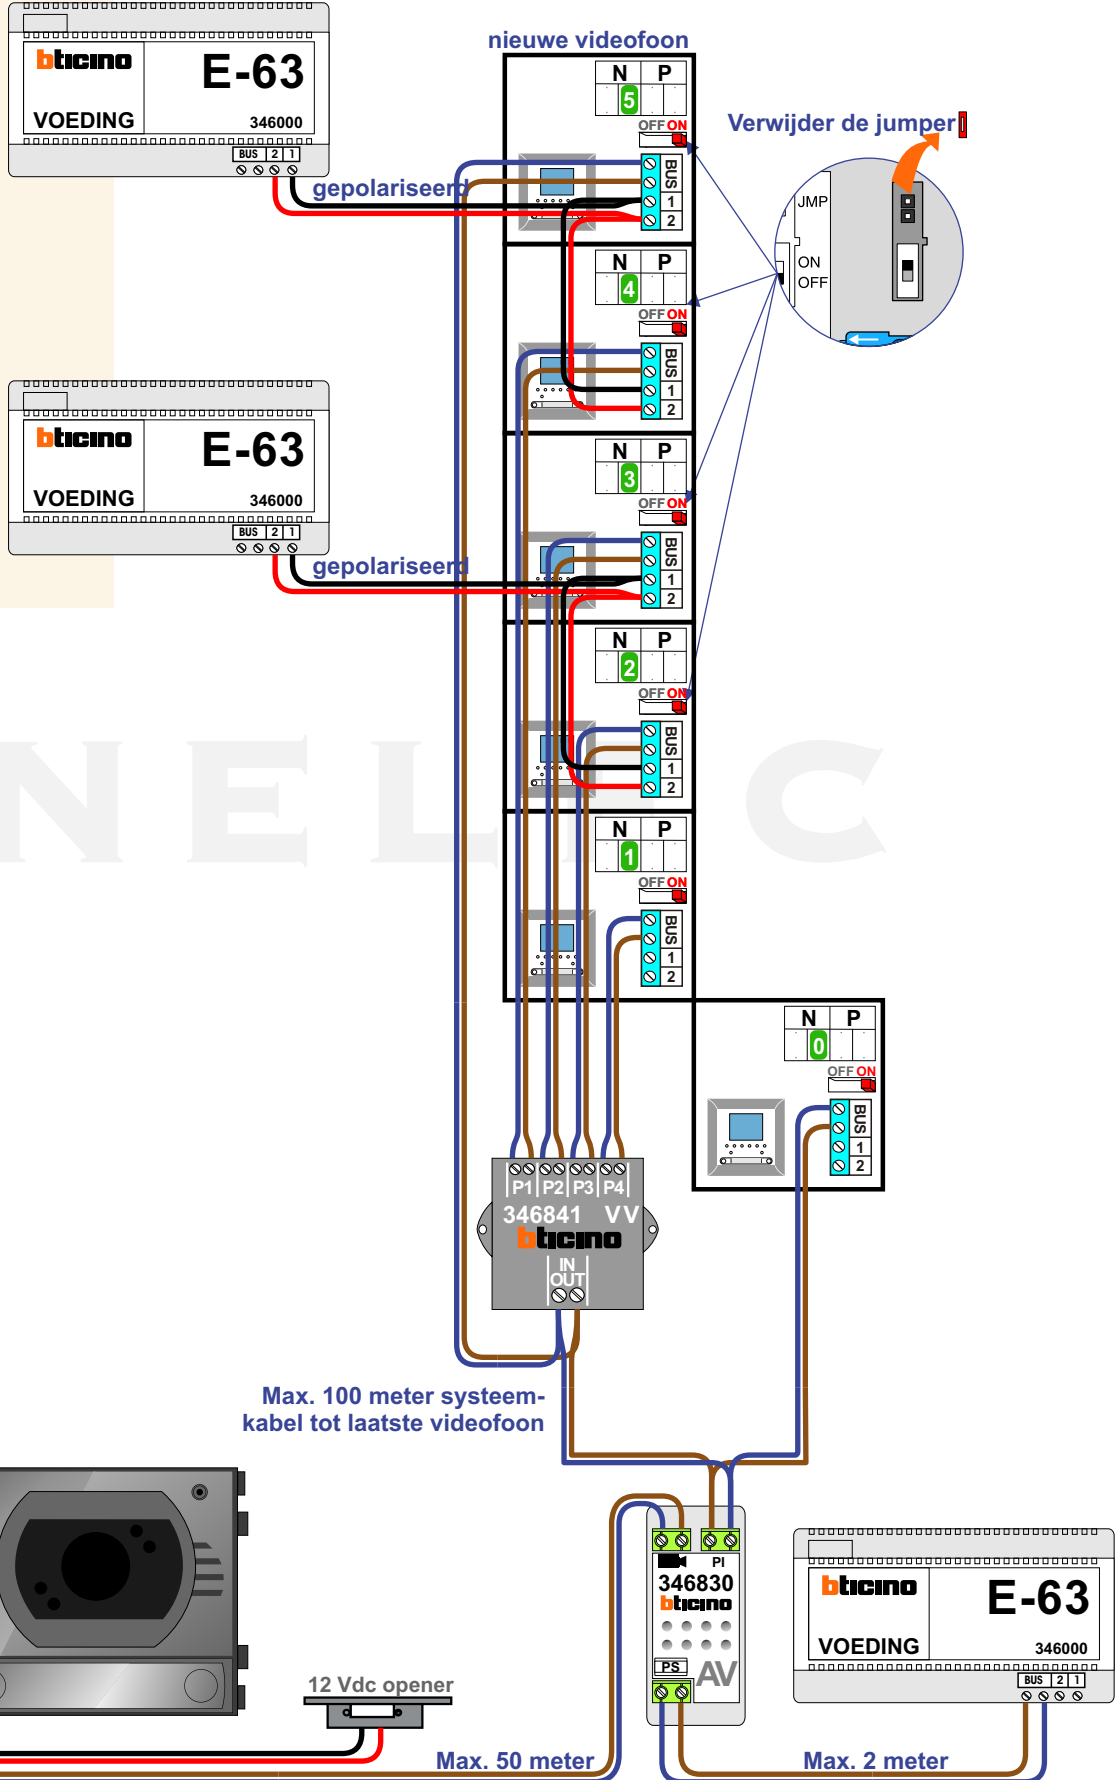 nieuwe videofoon
bticino
E-63
VOEDING
346000
BUS 2 1
gepolariseerd
N P
5
OFF ON
BUS
1
2
Verwijder de jumper
JMP
ON
OFF
N P
4
OFF ON
BUS
1
2
bticino
E-63
VOEDING
346000
BUS 2 1
gepolariseerd
N P
3
OFF ON
BUS
1
2
N P
2
OFF ON
BUS
1
2
NEL C
N P
1
OFF ON
BUS
1
2
N P
0
OFF ON
BUS
1
2
P1 P2 P3 P4
346841 VV
bticino
IN
OUT
Max. 100 meter systeem-
kabel tot laatste videofoon
PI
346830
bticino
PS
AV
bticino
E-63
VOEDING
346000
BUS 2 1
12 Vdc opener
Max. 50 meter
Max. 2 meter